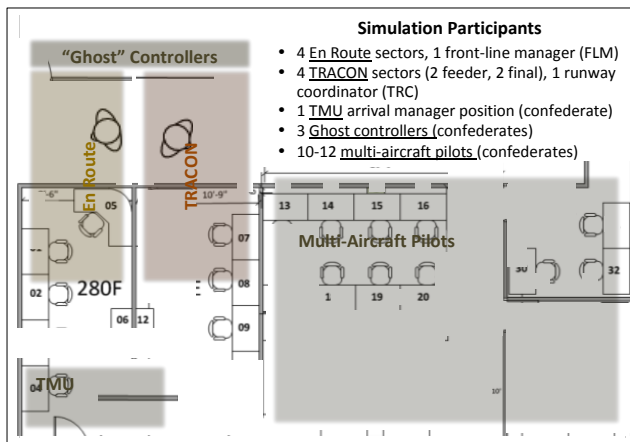 Simulation Participants
“Ghost” Controllers
• 4 En Route sectors, 1 front-line manager (FLM)
• 4 TRACON sectors (2 feeder, 2 final), 1 runway
coordinator (TRC)
• 1 TMU arrival manager position (confederate)
• 3 Ghost controllers (confederates)
• 10-12 multi-aircraft pilots (confederates)
En Route
TRACON
-6"
10'-9"
05
13 14 15 16
07
Multi-Aircraft Pilots
02
280F
08
32
1 19 20
06 12
09
TMU
10'